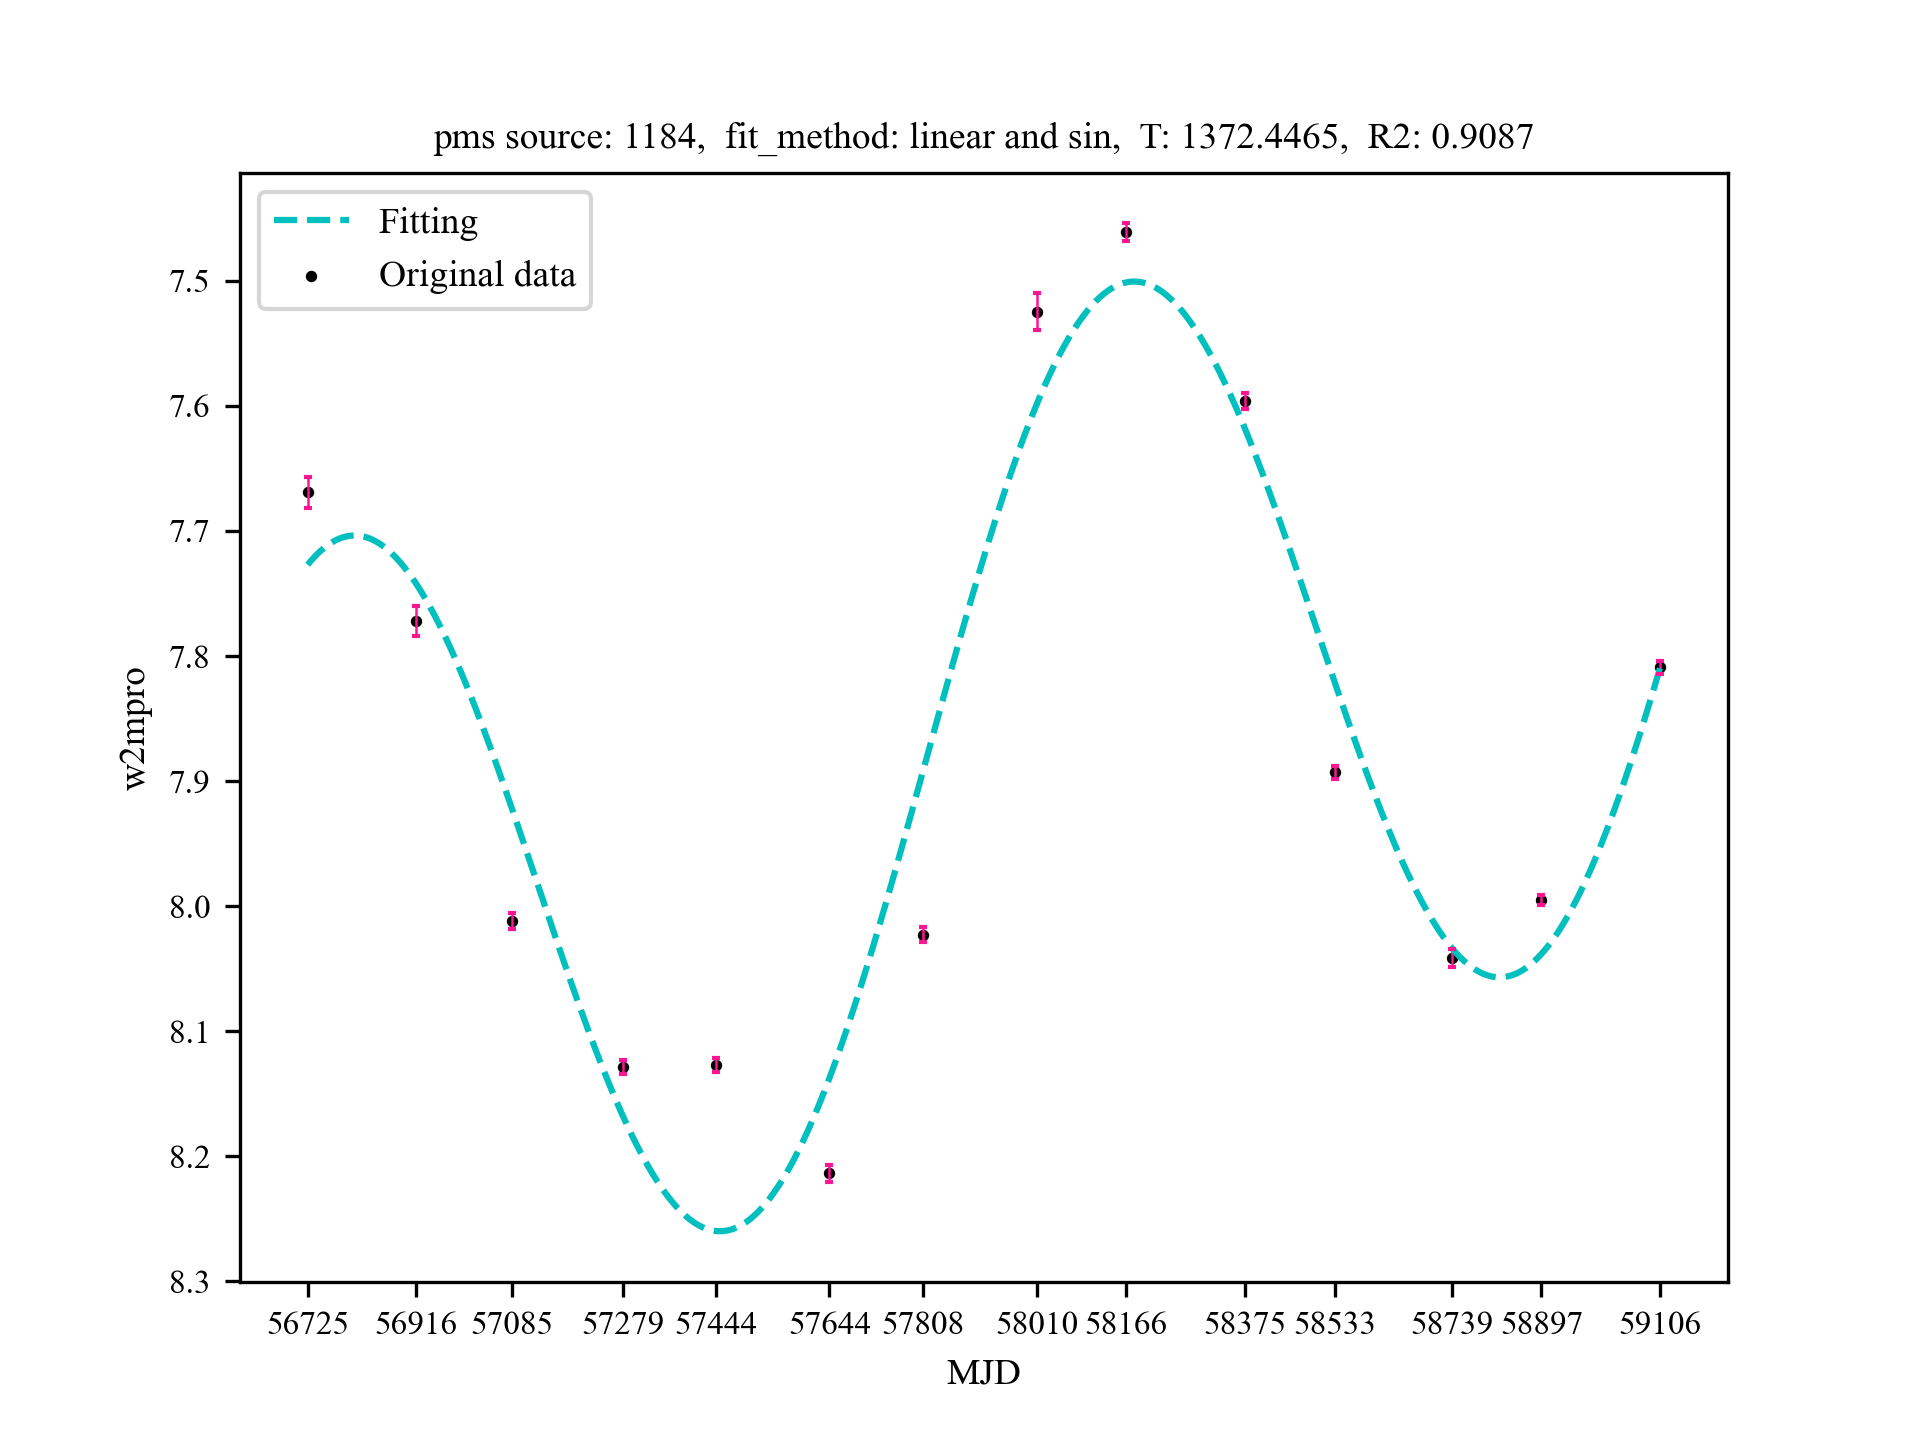 pms source: 1184,  fit_method: linear and sin,  T: 1372.4465,  R2: 0.9087
Fitting
Original data
7.5
7.6
7.7
7.8
7.9
8.0
8.1
8.2
8.3
w2mpro
56725 56916 57085 57279 57444 57644 57808 58010 58166 58375 58533 58739 58897 59106
MJD